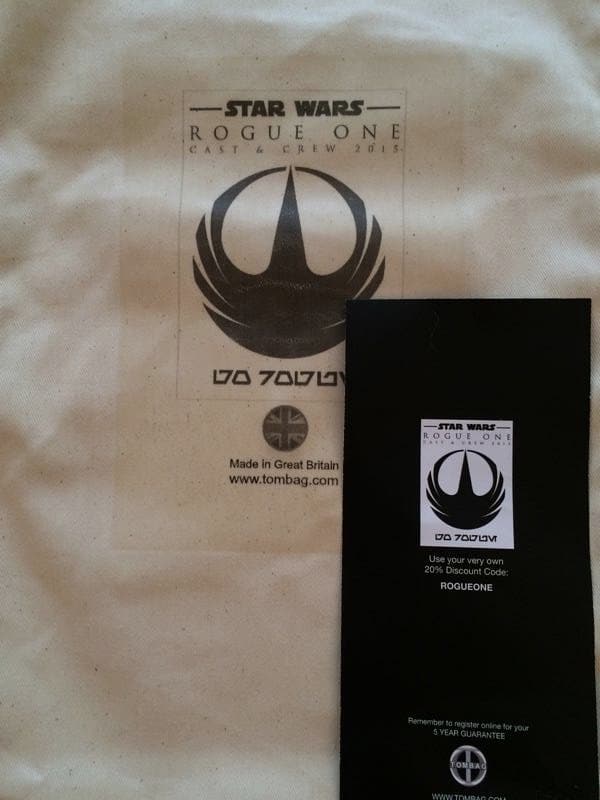 STAR WARS
ROGUE ONE
CAST & CREW 2015
Made in Great Britain
www.tombag.com
STAR WARS
ROGUE ONE
CAST & CREW 2015
Use your very own
20% Discount Code:
ROGUEONE
Remember to register online for your
5 YEAR GUARANTEE
TOMBAG
WWW.TOMBAG.COM